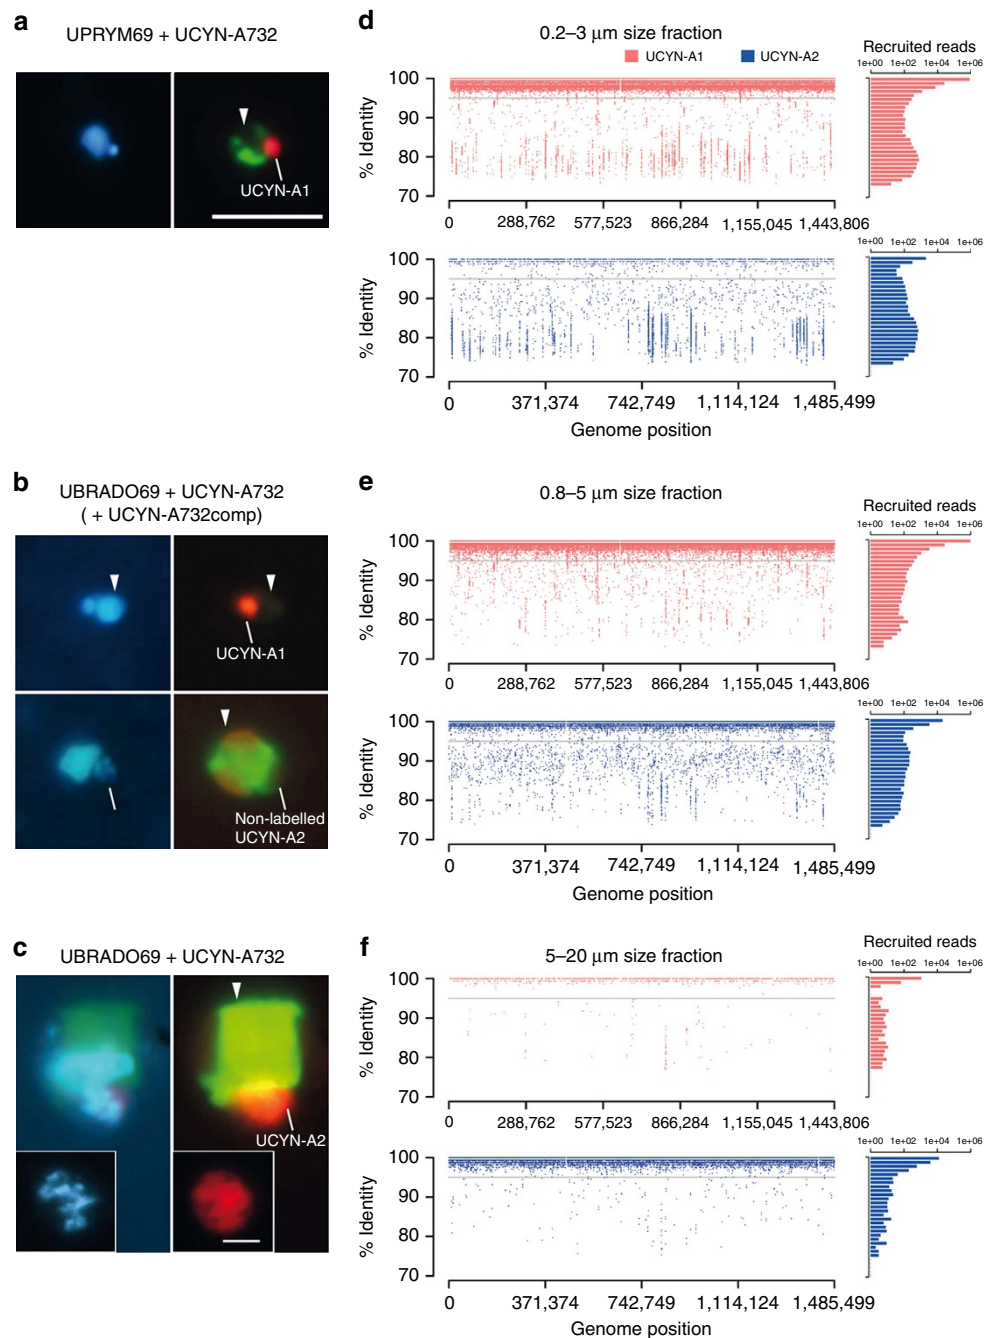 a
UPRYM69 + UCYN-A732
UCYN-A1
d
0.2–3 μm size fraction
UCYN-A1 UCYN-A2
Recruited reads
1e+00 1e+02 1e+04 1e+06
% Identity
100
90
80
70
0 288,762 577,523 866,284 1,155,045 1,443,806
1e+00 1e+02 1e+04 1e+06
% Identity
100
90
80
70
0 371,374 742,749 1,114,124 1,485,499
Genome position
b
UBRADO69 + UCYN-A732
( + UCYN-A732comp)
UCYN-A1
Non-labelled
UCYN-A2
e
0.8–5 μm size fraction
Recruited reads
1e+00 1e+02 1e+04 1e+06
% Identity
100
90
80
70
0 288,762 577,523 866,284 1,155,045 1,443,806
1e+00 1e+02 1e+04 1e+06
% Identity
100
90
80
70
0 371,374 742,749 1,114,124 1,485,499
Genome position
c
UBRADO69 + UCYN-A732
UCYN-A2
f
5–20 μm size fraction
Recruited reads
1e+00 1e+02 1e+04 1e+06
% Identity
100
90
80
70
0 288,762 577,523 866,284 1,155,045 1,443,806
1e+00 1e+02 1e+04 1e+06
% Identity
100
90
80
70
0 371,374 742,749 1,114,124 1,485,499
Genome position